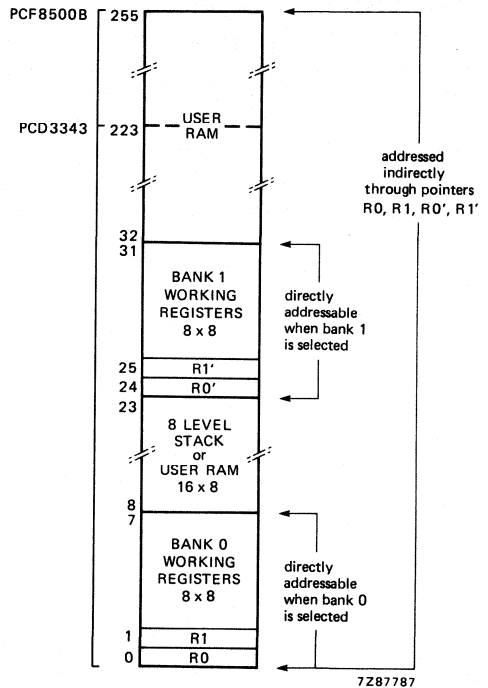 PCF8500B 255
PCD3343 223
USER
RAM
addressed
indirectly
through pointers
R0, R1, R0', R1'
32
31
BANK 1
WORKING
REGISTERS
8 x 8
directly
addressable
when bank 1
is selected
25 R1'
24 R0'
23
8 LEVEL
STACK
or
USER RAM
16 x 8
8
7
BANK 0
WORKING
REGISTERS
8 x 8
directly
addressable
when bank 0
is selected
1 R1
0 R0
7Z87787